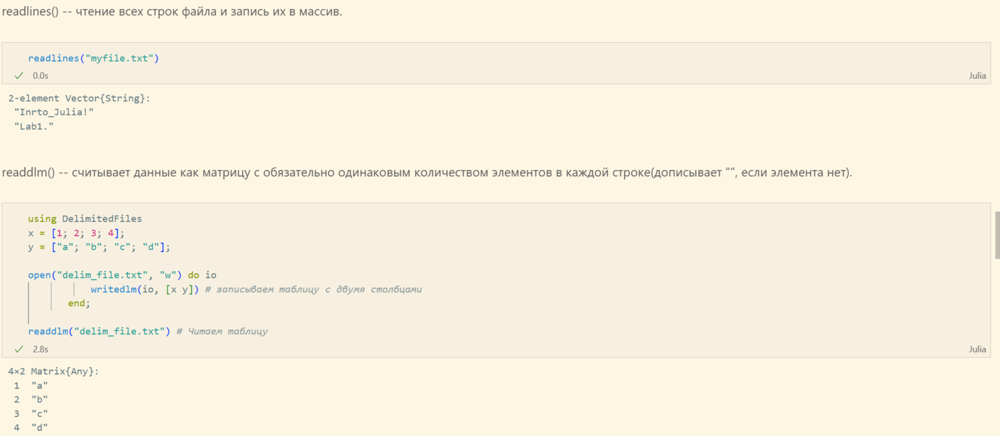 readlines() -- чтение всех строк файла и запись их в массив.
readlines("myfile.txt")
0.0s
Julia
2-element Vector{String}:
"Inrto_Julia!"
"Lab1."
readdlm() -- считывает данные как матрицу с обязательно одинаковым количеством элементов в каждой строке(дописывает "", если элемента нет).
using DelimitedFiles
x = [1; 2; 3; 4];
y = ["a"; "b"; "c"; "d"];
open("delim_file.txt", "w") do io
writedlm(io, [x y]) # записываем таблицу с двумя столбцами
end;
readdlm("delim_file.txt") # Читаем таблицу
2.8s
Julia
4×2 Matrix{Any}:
1 "a"
2 "b"
3 "c"
4 "d"